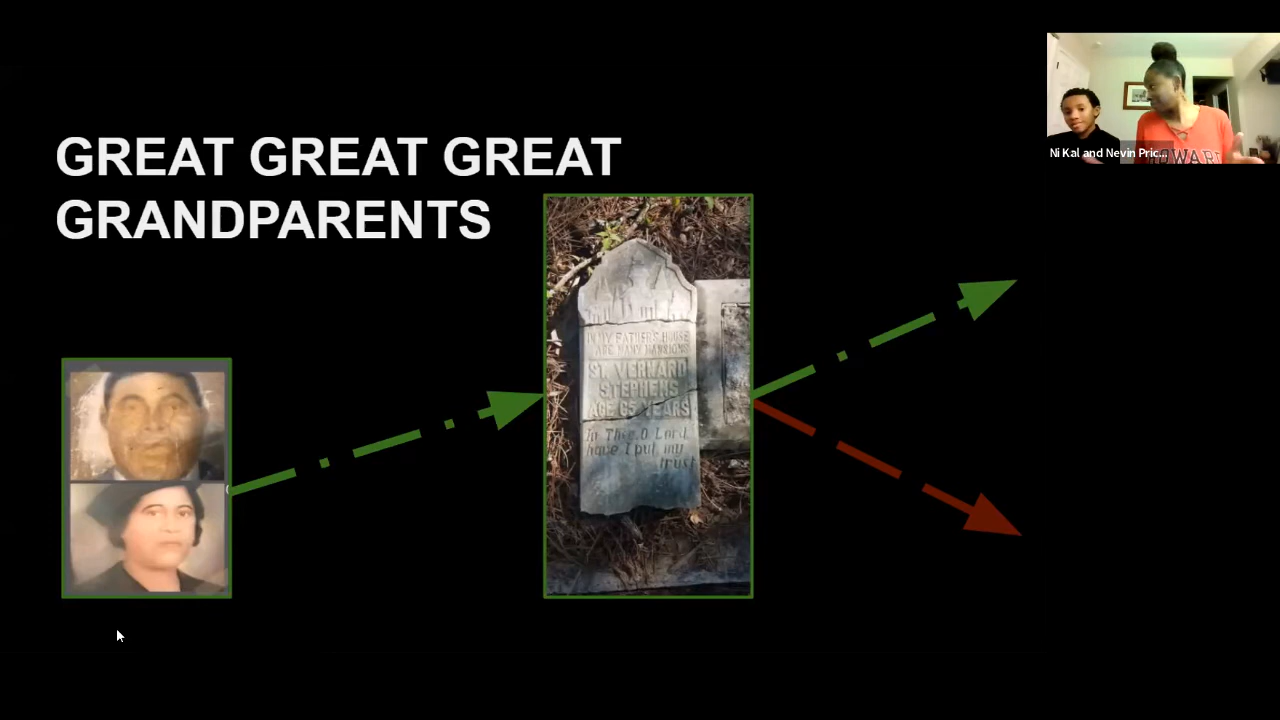 GREAT GREAT GREAT
GRANDPARENTS
Ni Kal and Nevin Pric...
IN MY FATHER'S HOUSE
ARE MANY MANSIONS
ST. VERNARD
STEPHENS
AGE 65 YEARS
In Thee, O Lord,
have I put my
trust